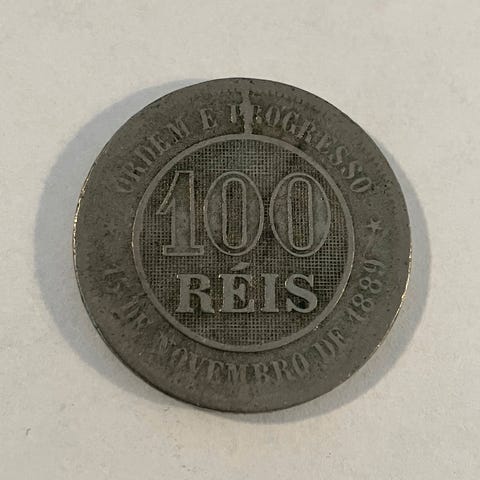 ORDEM E PROGRESSO
100
RÉIS
★ 15 DE NOVEMBRO DE 1889 ★